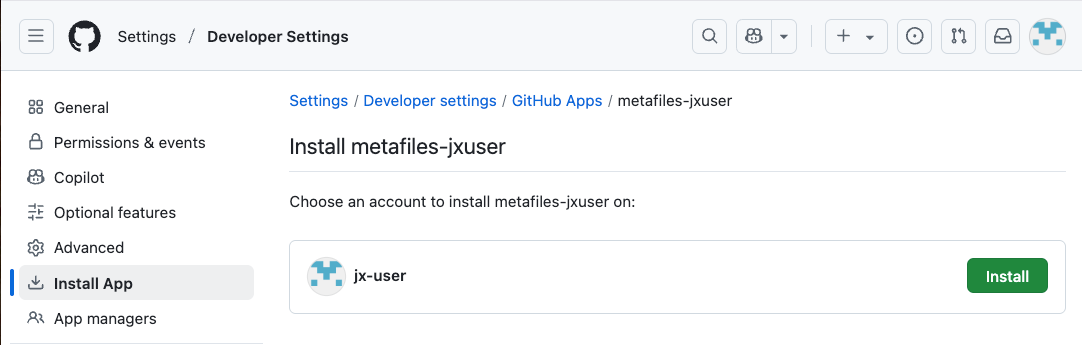 Settings / Developer Settings
General
Permissions & events
Copilot
Optional features
Advanced
Install App
App managers
Settings / Developer settings / GitHub Apps / metafiles-jxuser
Install metafiles-jxuser
Choose an account to install metafiles-jxuser on:
jx-user Install